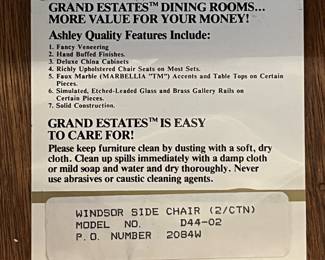 GRAND ESTATES™ DINING ROOMS...
MORE VALUE FOR YOUR MONEY!
Ashley Quality Features Include:
1. Fancy Veneering
2. Hand Buffed Finishes.
3. Deluxe China Cabinets
4. Richly Upholstered Chair Seats on Most Sets.
5. Faux Marble (MARBELLIA "TM") Accents and Table Tops on Certain
Pieces.
6. Simulated, Etched-Leaded Glass and Brass Gallery Rails on
Certain Pieces.
7. Solid Construction.
GRAND ESTATES™ IS EASY
TO CARE FOR!
Please keep furniture clean by dusting with a soft, dry
cloth. Clean up spills immediately with a damp cloth
or mild soap and water and dry thoroughly. Never
use abrasives or caustic cleaning agents.
WINDSOR SIDE CHAIR (2/CTN)
MODEL NO. D44-02
P.O. NUMBER 2084W